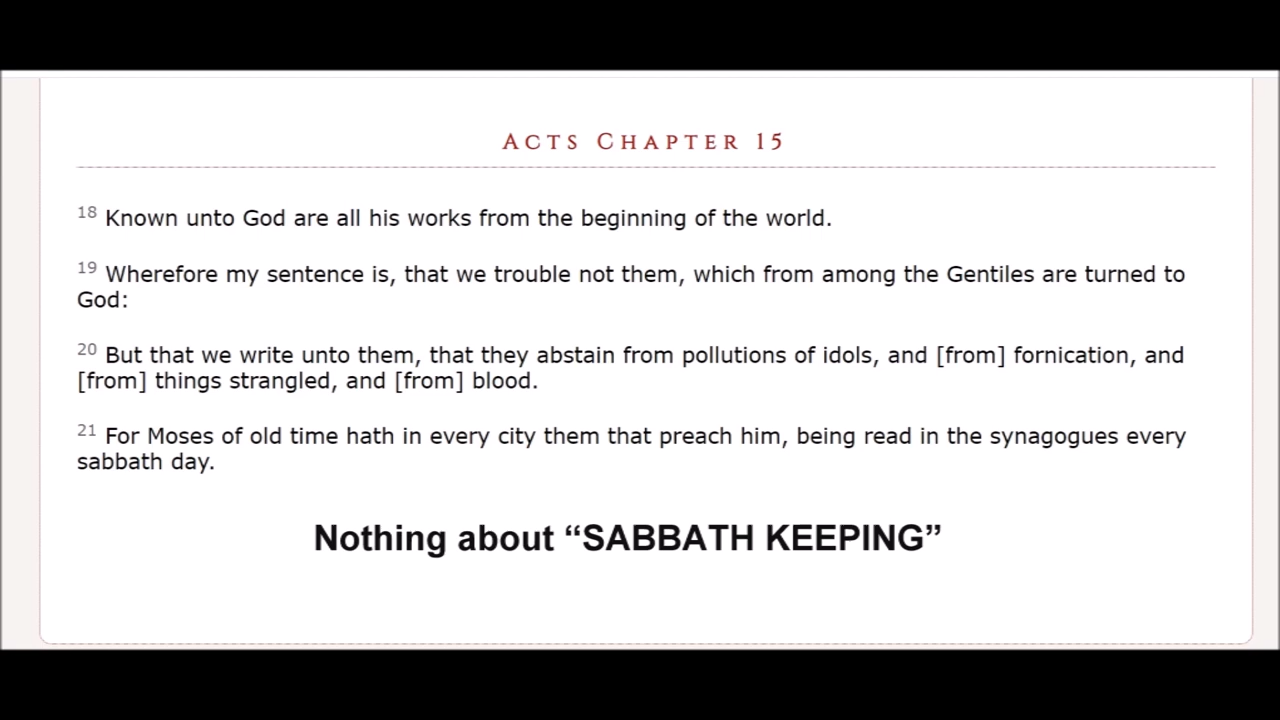 Acts Chapter 15
18 Known unto God are all his works from the beginning of the world.
19 Wherefore my sentence is, that we trouble not them, which from among the Gentiles are turned to
God:
20 But that we write unto them, that they abstain from pollutions of idols, and [from] fornication, and
[from] things strangled, and [from] blood.
21 For Moses of old time hath in every city them that preach him, being read in the synagogues every
sabbath day.
Nothing about “SABBATH KEEPING”